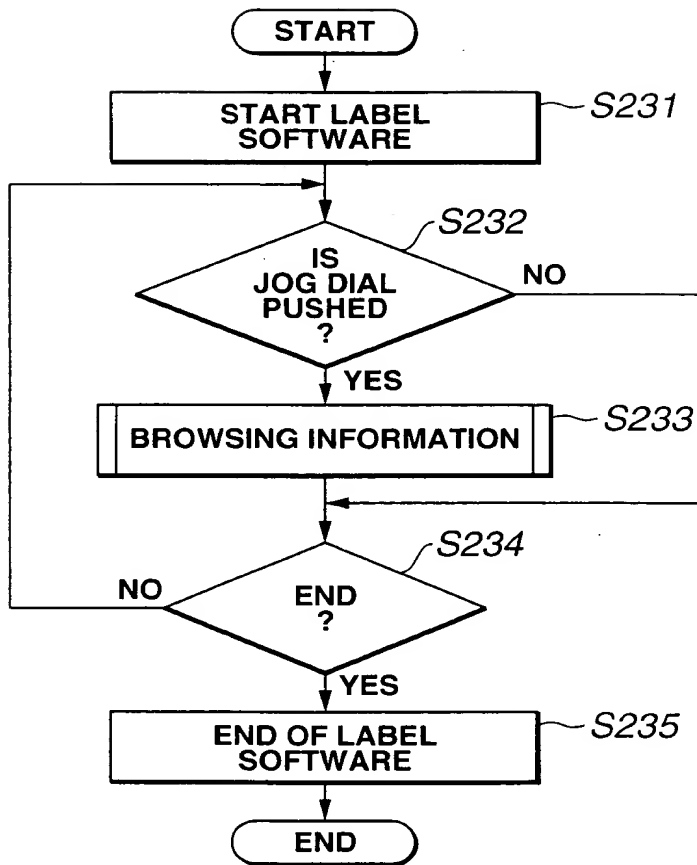 START
START LABEL
SOFTWARE
S231
S232
IS
JOG DIAL
PUSHED
?
NO
YES
BROWSING INFORMATION
S233
S234
NO
END
?
YES
END OF LABEL
SOFTWARE
S235
END